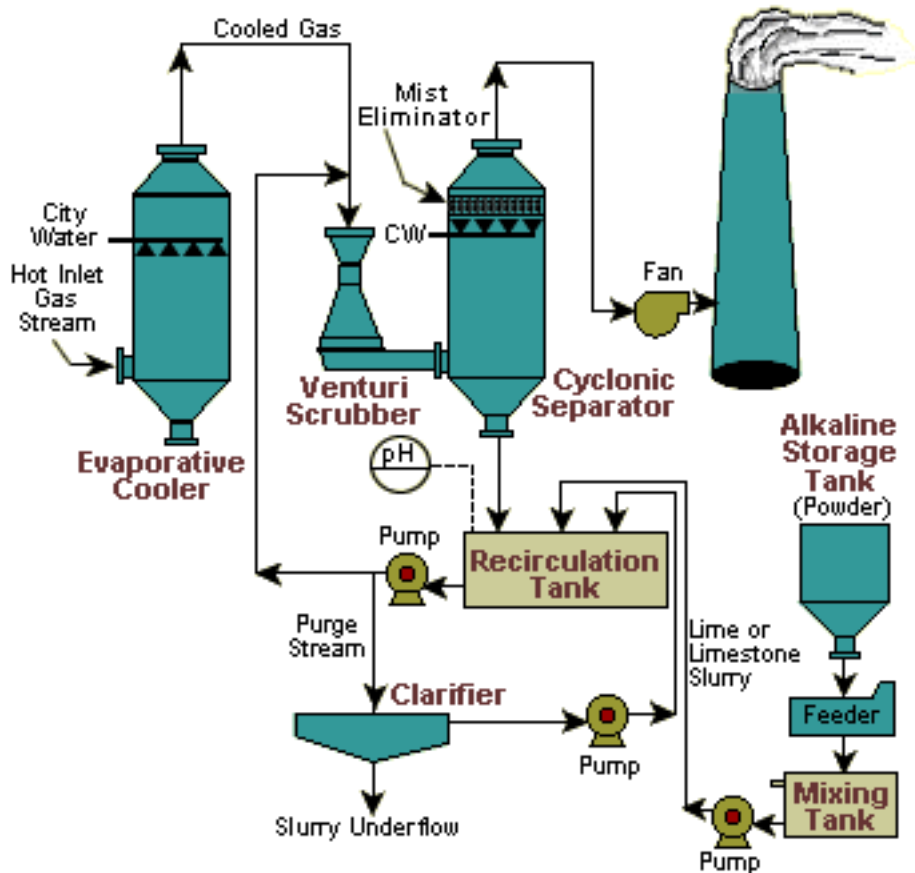 Cooled Gas
Mist
Eliminator
City
Water
CW
Hot Inlet
Gas
Stream
Fan
Venturi
Scrubber
Cyclonic
Separator
Evaporative
Cooler
pH
Alkaline
Storage
Tank
(Powder)
Pump
Recirculation
Tank
Purge
Stream
Lime or
Limestone
Slurry
Clarifier
Feeder
Pump
Mixing
Tank
Slurry Underflow
Pump